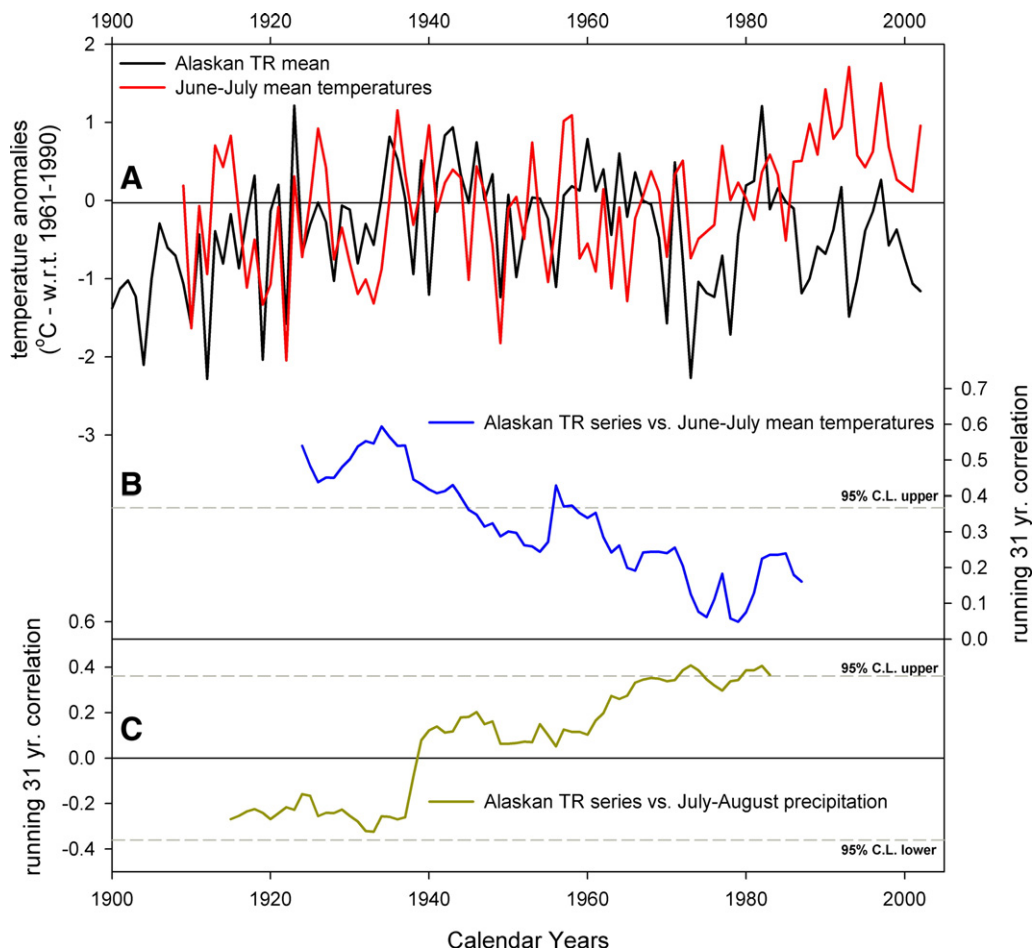 1900 1920 1940 1960 1980 2000
2
1
0
-1
-2
-3
Alaskan TR mean
June-July mean temperatures
A
temperature anomalies
(°C - w.r.t. 1961-1990)
0.7
0.6
0.5
0.4
0.3
0.2
0.1
0.0
running 31 yr. correlation
Alaskan TR series vs. June-July mean temperatures
B
95% C.L. upper
0.6
0.4
0.2
0.0
-0.2
-0.4
running 31 yr. correlation
95% C.L. upper
C
Alaskan TR series vs. July-August precipitation
95% C.L. lower
1900 1920 1940 1960 1980 2000
Calendar Years